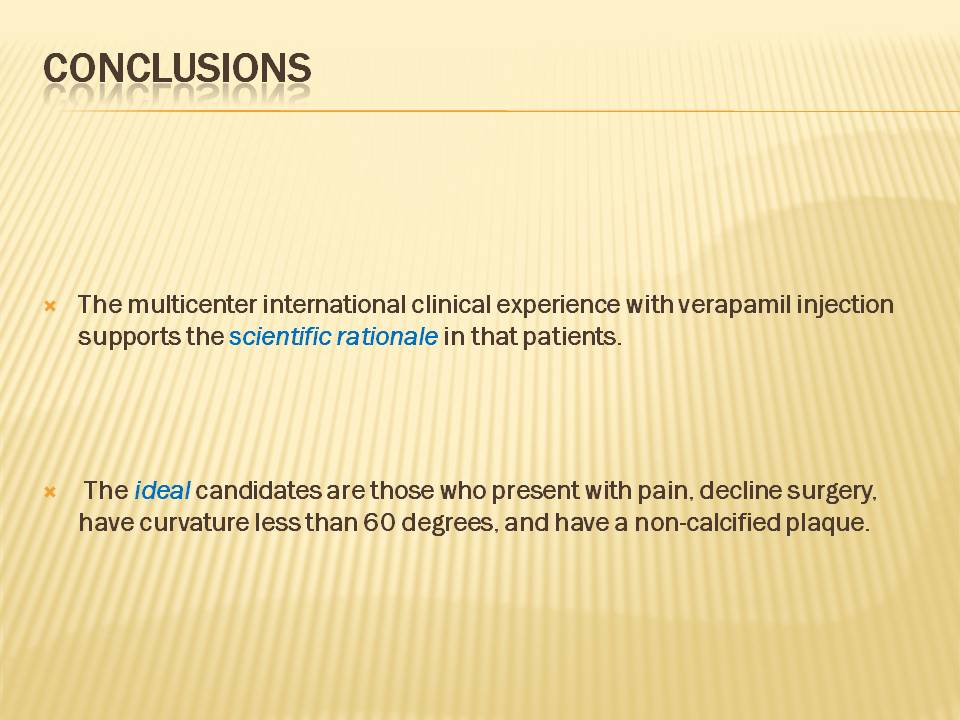 CONCLUSIONS
The multicenter international clinical experience with verapamil injection
supports the scientific rationale in that patients.
The ideal candidates are those who present with pain, decline surgery,
have curvature less than 60 degrees, and have a non-calcified plaque.